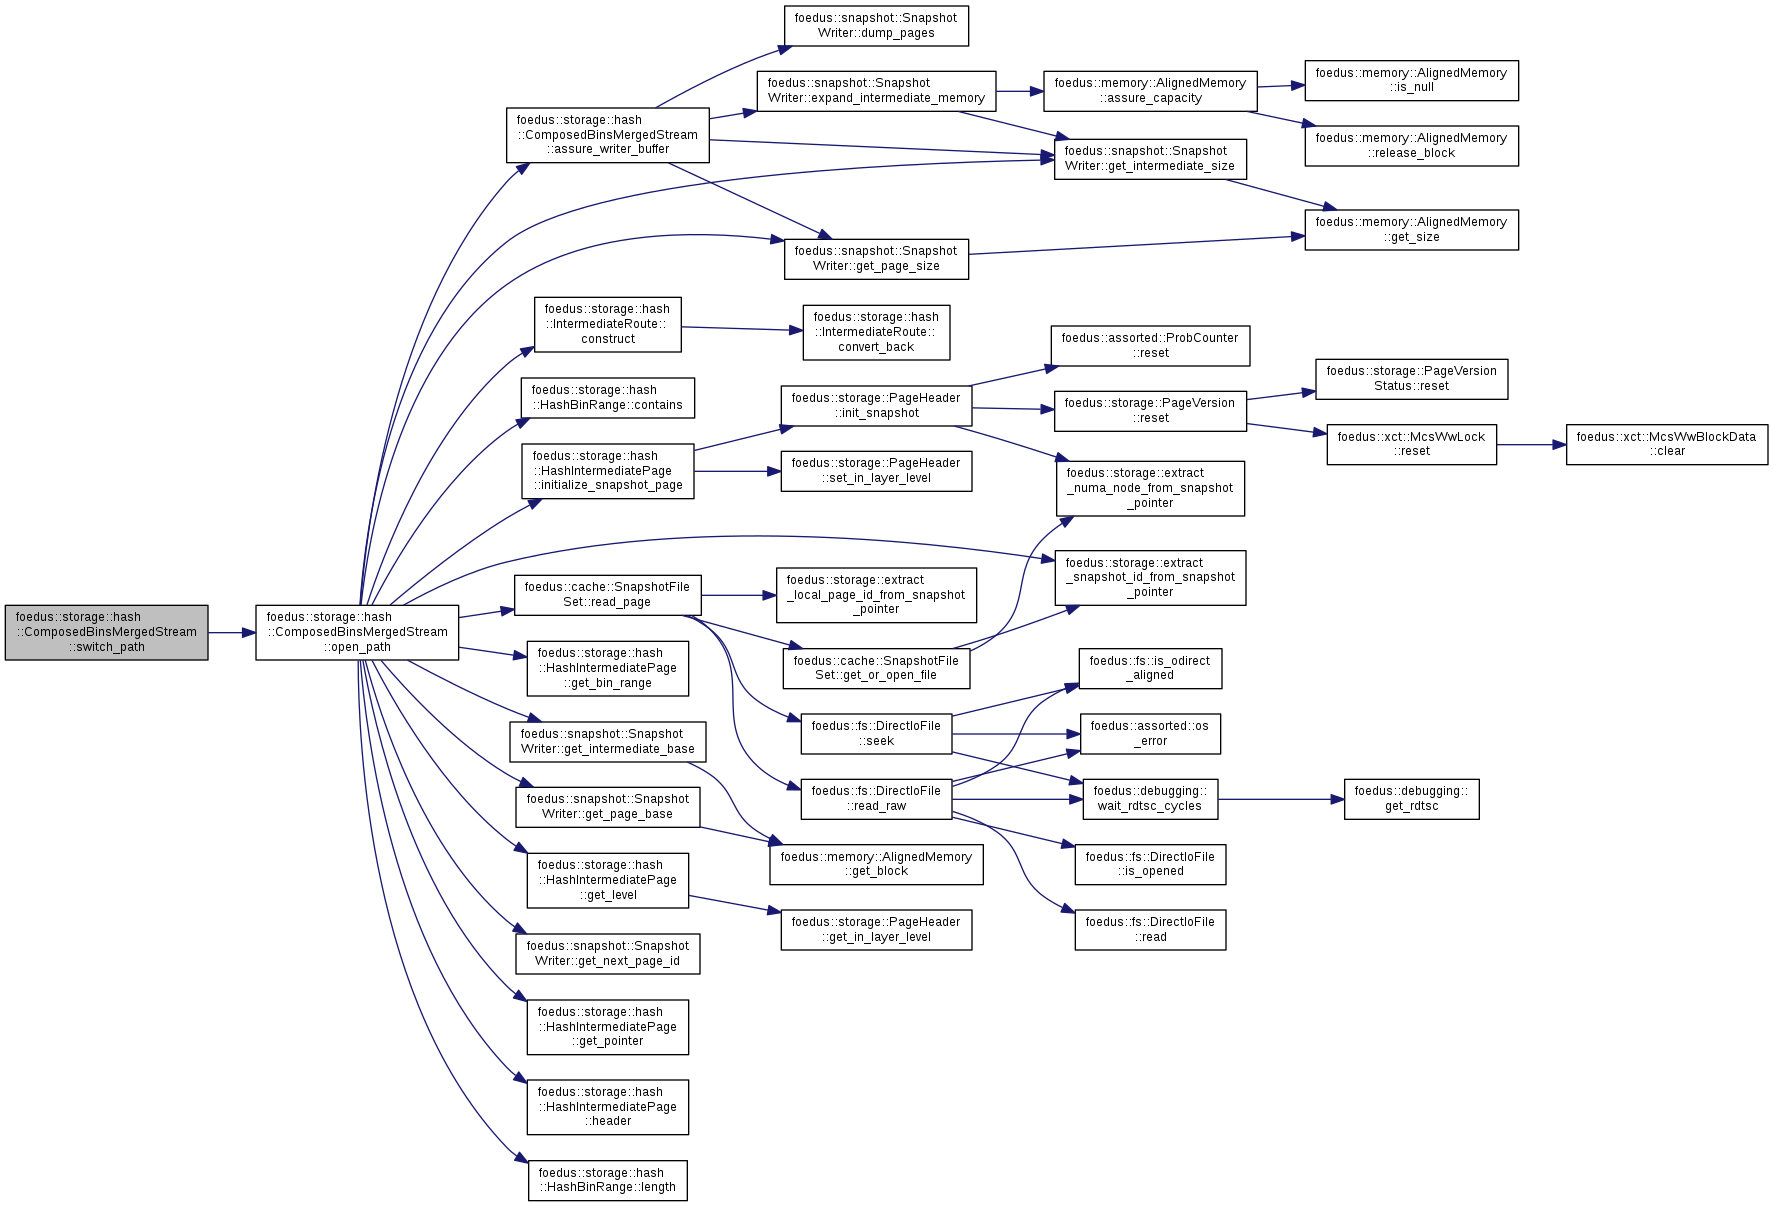 foedus::storage::hash
::ComposedBinsMergedStream
::switch_path
foedus::storage::hash
::ComposedBinsMergedStream
::open_path
foedus::storage::hash
::ComposedBinsMergedStream
::assure_writer_buffer
foedus::storage::hash
::IntermediateRoute::
construct
foedus::storage::hash
::HashBinRange::contains
foedus::storage::hash
::HashIntermediatePage
::initialize_snapshot_page
foedus::cache::SnapshotFile
Set::read_page
foedus::storage::hash
::HashIntermediatePage
::get_bin_range
foedus::snapshot::Snapshot
Writer::get_intermediate_base
foedus::snapshot::Snapshot
Writer::get_page_base
foedus::storage::hash
::HashIntermediatePage
::get_level
foedus::snapshot::Snapshot
Writer::get_next_page_id
foedus::storage::hash
::HashIntermediatePage
::get_pointer
foedus::storage::hash
::HashIntermediatePage
::header
foedus::storage::hash
::HashBinRange::length
foedus::snapshot::Snapshot
Writer::dump_pages
foedus::snapshot::Snapshot
Writer::expand_intermediate_memory
foedus::snapshot::Snapshot
Writer::get_page_size
foedus::storage::hash
::IntermediateRoute::
convert_back
foedus::storage::PageHeader
::init_snapshot
foedus::storage::PageHeader
::set_in_layer_level
foedus::storage::extract
_local_page_id_from_snapshot
_pointer
foedus::cache::SnapshotFile
Set::get_or_open_file
foedus::fs::DirectIoFile
::seek
foedus::fs::DirectIoFile
::read_raw
foedus::memory::AlignedMemory
::get_block
foedus::storage::PageHeader
::get_in_layer_level
foedus::memory::AlignedMemory
::assure_capacity
foedus::snapshot::Snapshot
Writer::get_intermediate_size
foedus::assorted::ProbCounter
::reset
foedus::storage::PageVersion
::reset
foedus::storage::extract
_numa_node_from_snapshot
_pointer
foedus::storage::extract
_snapshot_id_from_snapshot
_pointer
foedus::fs::is_odirect
_aligned
foedus::assorted::os
_error
foedus::debugging::
wait_rdtsc_cycles
foedus::fs::DirectIoFile
::is_opened
foedus::fs::DirectIoFile
::read
foedus::memory::AlignedMemory
::is_null
foedus::memory::AlignedMemory
::release_block
foedus::memory::AlignedMemory
::get_size
foedus::storage::PageVersion
Status::reset
foedus::xct::McsWwLock
::reset
foedus::debugging::
get_rdtsc
foedus::xct::McsWwBlockData
::clear